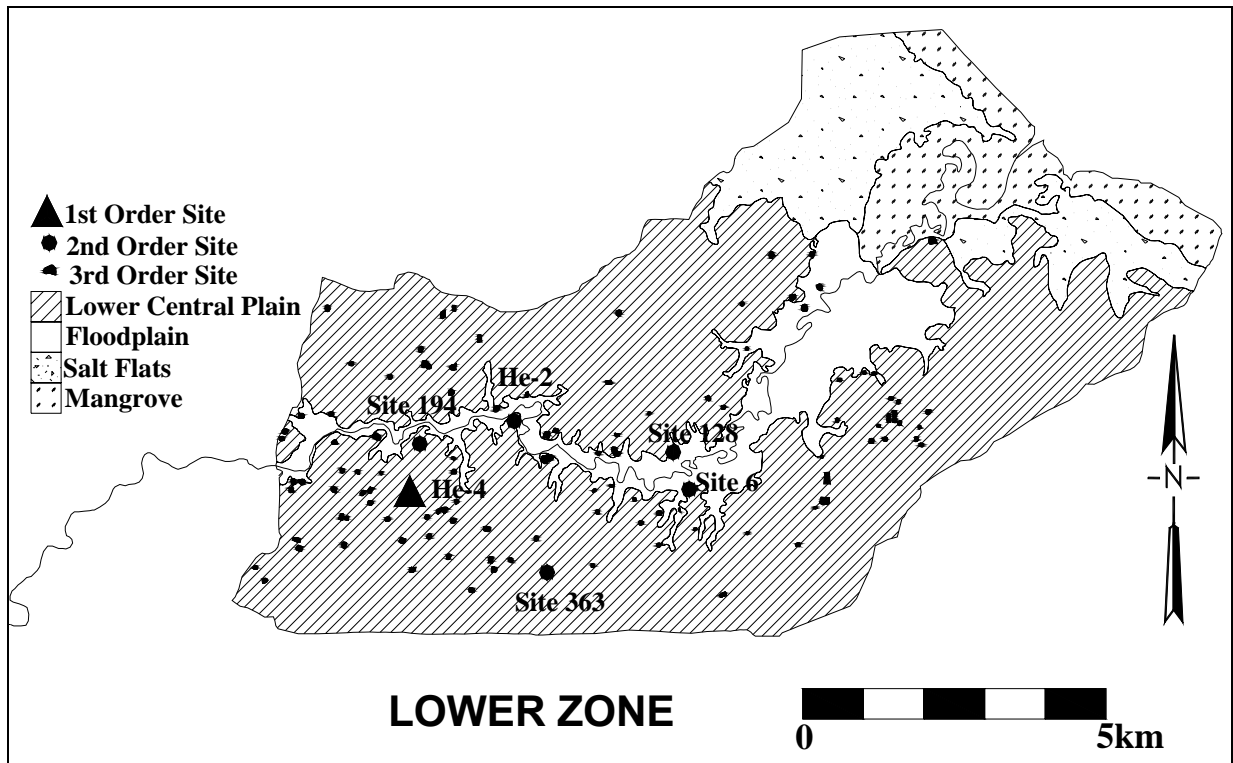 1st Order Site
2nd Order Site
3rd Order Site
Lower Central Plain
Floodplain
Salt Flats
Mangrove
He-2
Site 194
Site 128
He-4
Site 6
Site 363
N
LOWER ZONE
0
5km